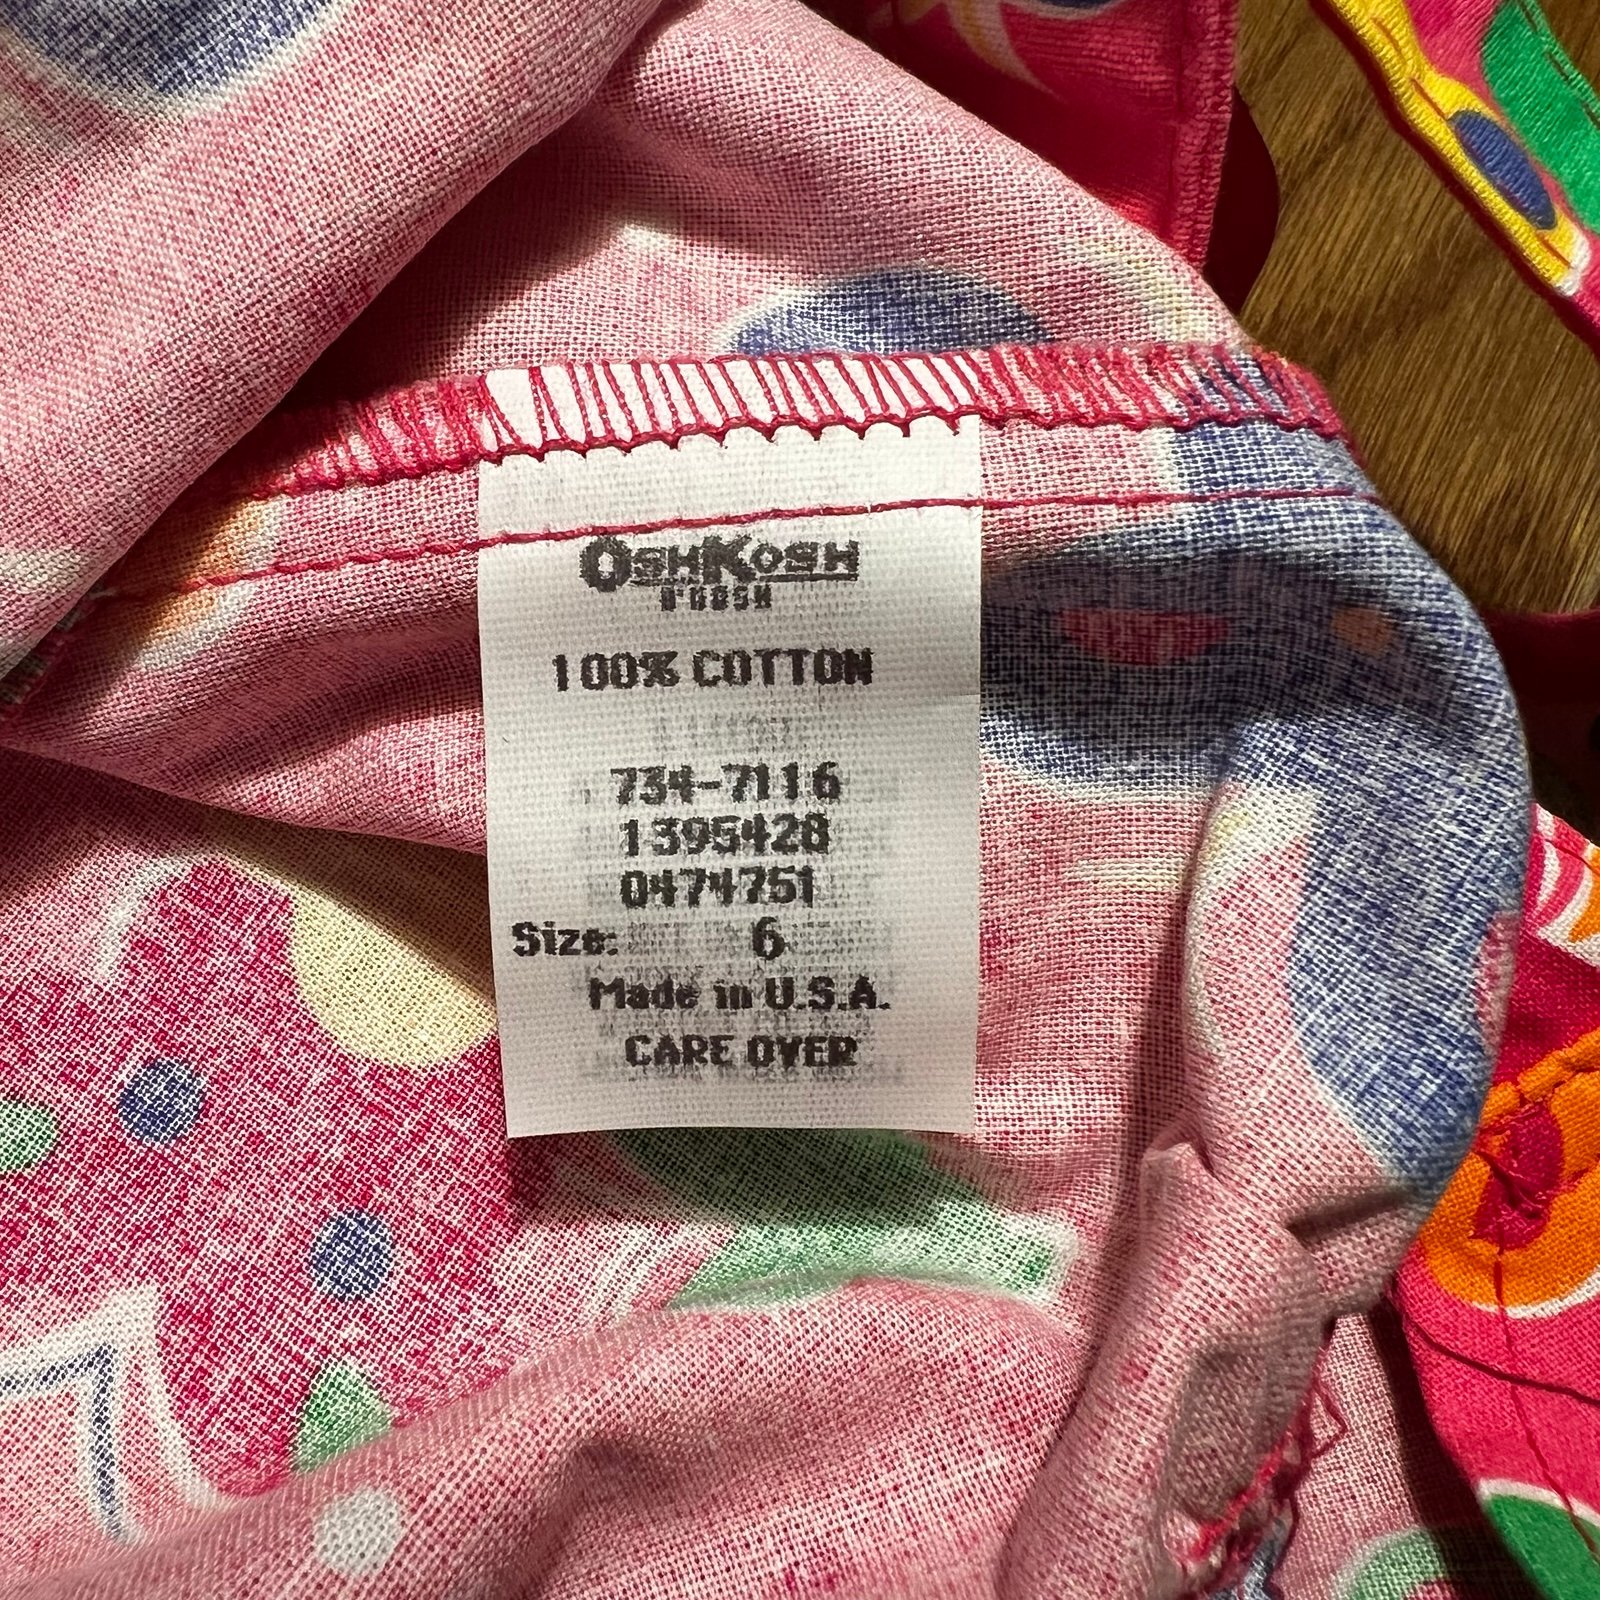 OSHKOSH
B'GOSH
100% COTTON
734-7116
1395428
0474751
Size: 6
Made in U.S.A.
CARE OVER